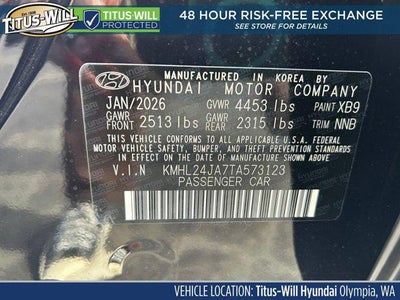 TITUS-WILL
TITUS-WILL
PROTECTED
48 HOUR RISK-FREE EXCHANGE
SEE STORE FOR DETAILS
MANUFACTURED IN KOREA BY
HYUNDAI MOTOR COMPANY
JAN/2026 GVWR 4453 lbs PAINT XB9
GAWR FRONT 2513 lbs GAWR REAR 2315 lbs TRIM NNB
THIS VEHICLE CONFORMS TO ALL APPLICABLE U.S.A. FEDERAL
MOTOR VEHICLE SAFETY, BUMPER, AND THEFT PREVENTION
STANDARDS IN EFFECT ON THE DATE OF MANUFACTURE
SHOWN ABOVE.
V.I.N KMHL24JA7TA573123
PASSENGER CAR
VEHICLE LOCATION: Titus-Will Hyundai Olympia, WA